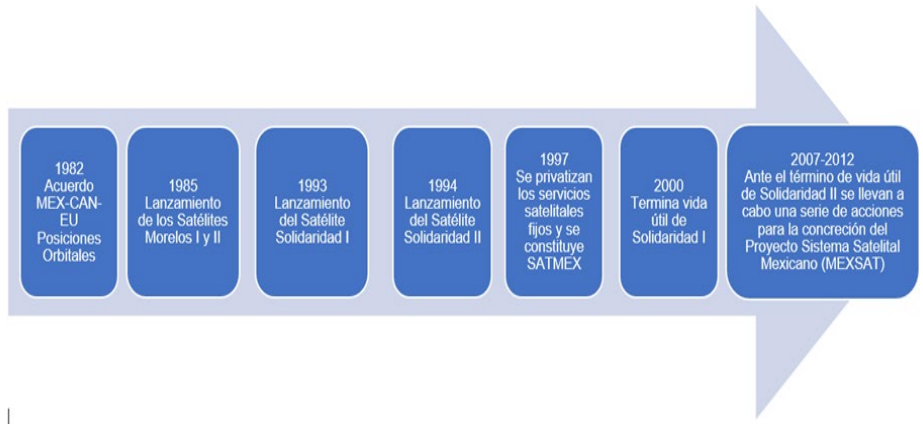 1982
Acuerdo
MEX-CAN-
EU
Posiciones
Orbitales
1985
Lanzamiento
de los Satélites
Morelos I y II
1993
Lanzamiento
del Satélite
Solidaridad I
1994
Lanzamiento
del Satélite
Solidaridad II
1997
Se privatizan
los servicios
satelitales
fijos y se
constituye
SATMEX
2000
Termina vida
útil de
Solidaridad I
2007-2012
Ante el término de vida útil
de Solidaridad II se llevan a
cabo una serie de acciones
para la concreción del
Proyecto Sistema Satelital
Mexicano (MEXSAT)